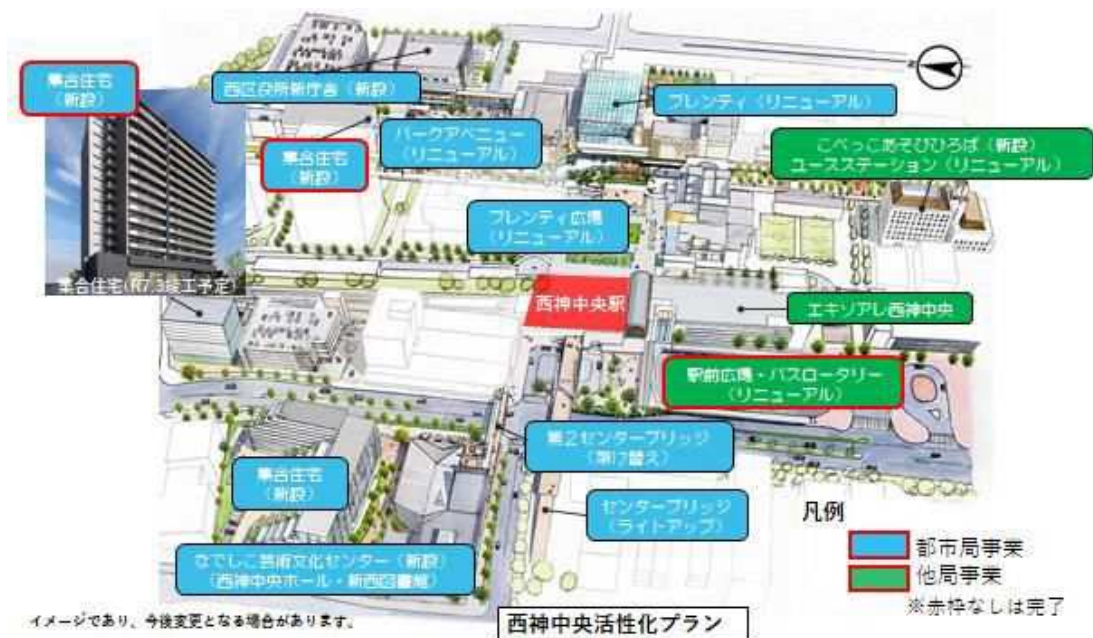 集合住宅
(新設)
西区役所新庁舎(新設)
プレンティ(リニューアル)
パークアベニュー
(リニューアル)
集合住宅
(新設)
こべっこあそびひろば(新設)
ユースステーション(リニューアル)
プレンティ広場
(リニューアル)
集合住宅(R7.3竣工予定)
西神中央駅
エキソアレ西神中央
駅前広場・バスロータリー
(リニューアル)
第2センターブリッジ
(架け替え)
集合住宅
(新設)
センターブリッジ
(ライトアップ)
なでしこ芸術文化センター(新設)
(西神中央ホール・新西図書館)
凡例
都市局事業
他局事業
※赤枠なしは完了
イメージであり、今後変更となる場合があります。
西神中央活性化プラン